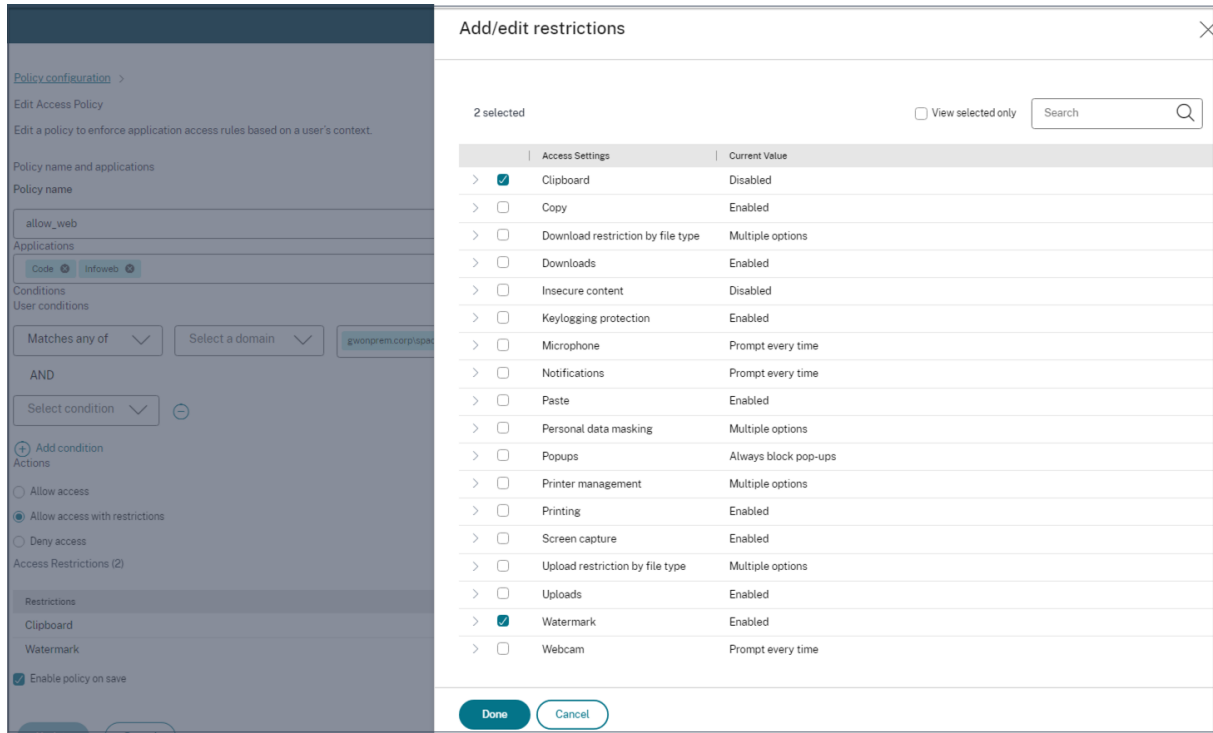 Policy configuration >
Edit Access Policy
Edit a policy to enforce application access rules based on a user's context.
Policy name and applications
Policy name
allow_web
Applications
Code Infoweb
Conditions
User conditions
Matches any of Select a domain gwonprem.corp\spac
AND
Select condition
Add condition
Actions
Allow access
Allow access with restrictions
Deny access
Access Restrictions (2)
Restrictions
Clipboard
Watermark
Enable policy on save
Add/edit restrictions
2 selected View selected only Search
Access Settings Current Value
Clipboard Disabled
Copy Enabled
Download restriction by file type Multiple options
Downloads Enabled
Insecure content Disabled
Keylogging protection Enabled
Microphone Prompt every time
Notifications Prompt every time
Paste Enabled
Personal data masking Multiple options
Popups Always block pop-ups
Printer management Multiple options
Printing Enabled
Screen capture Enabled
Upload restriction by file type Multiple options
Uploads Enabled
Watermark Enabled
Webcam Prompt every time
Done Cancel